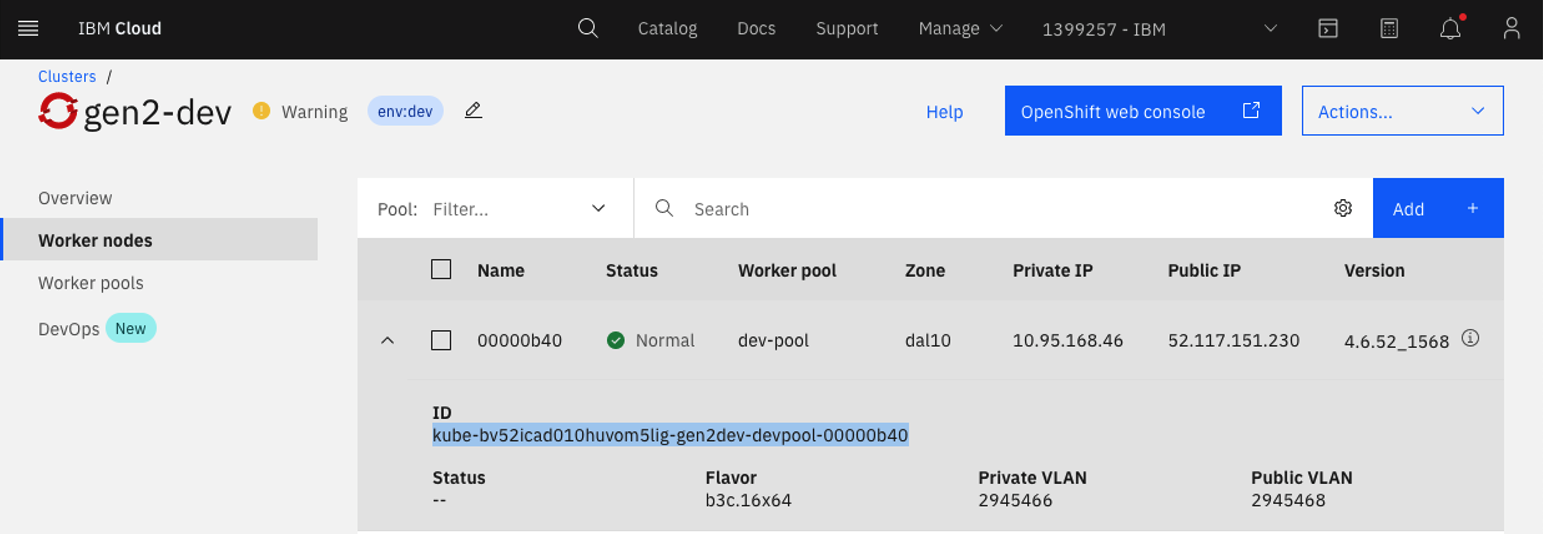 IBM Cloud Catalog Docs Support Manage 1399257 - IBM
Clusters /
gen2-dev Warning env:dev Help OpenShift web console Actions...
Overview
Pool: Filter... Search Add +
Worker nodes
Name Status Worker pool Zone Private IP Public IP Version
Worker pools
DevOps New
00000b40 Normal dev-pool dal10 10.95.168.46 52.117.151.230 4.6.52_1568
ID
kube-bv52icad010huvom5lig-gen2dev-devpool-00000b40
Status Flavor Private VLAN Public VLAN
-- b3c.16x64 2945466 2945468